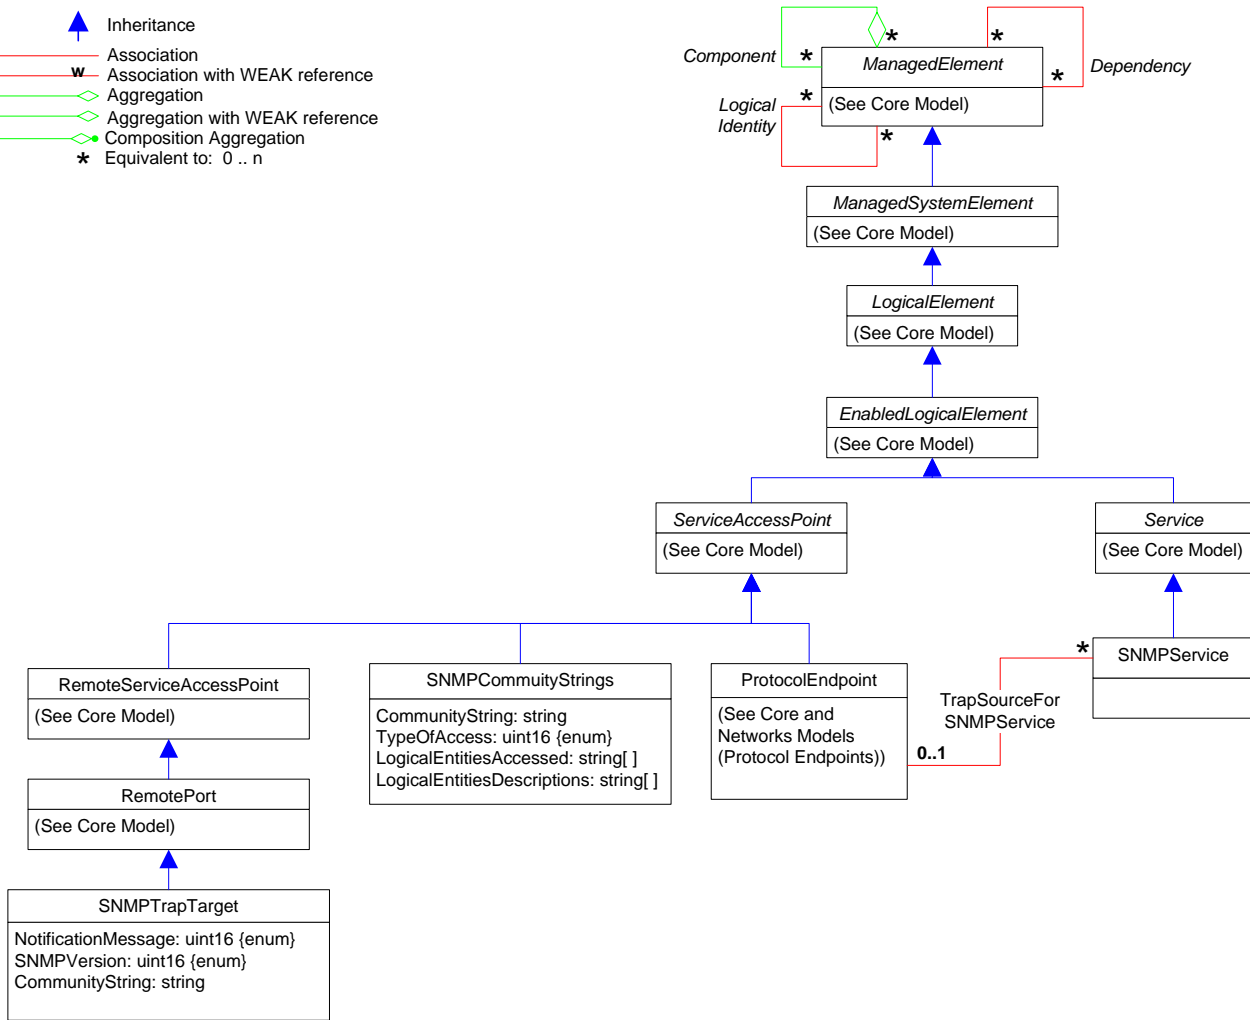 Inheritance
Association
w
Association with WEAK reference
Aggregation
Aggregation with WEAK reference
Composition Aggregation
* Equivalent to: 0 .. n
Component
*
*
ManagedElement
(See Core Model)
*
*
Dependency
Logical
Identity
*
*
ManagedSystemElement
(See Core Model)
LogicalElement
(See Core Model)
EnabledLogicalElement
(See Core Model)
ServiceAccessPoint
(See Core Model)
Service
(See Core Model)
RemoteServiceAccessPoint
(See Core Model)
SNMPCommuityStrings
CommunityString: string
TypeOfAccess: uint16 {enum}
LogicalEntitiesAccessed: string[ ]
LogicalEntitiesDescriptions: string[ ]
ProtocolEndpoint
(See Core and
Networks Models
(Protocol Endpoints))
0..1
TrapSourceFor
SNMPService
*
SNMPService
RemotePort
(See Core Model)
SNMPTrapTarget
NotificationMessage: uint16 {enum}
SNMPVersion: uint16 {enum}
CommunityString: string